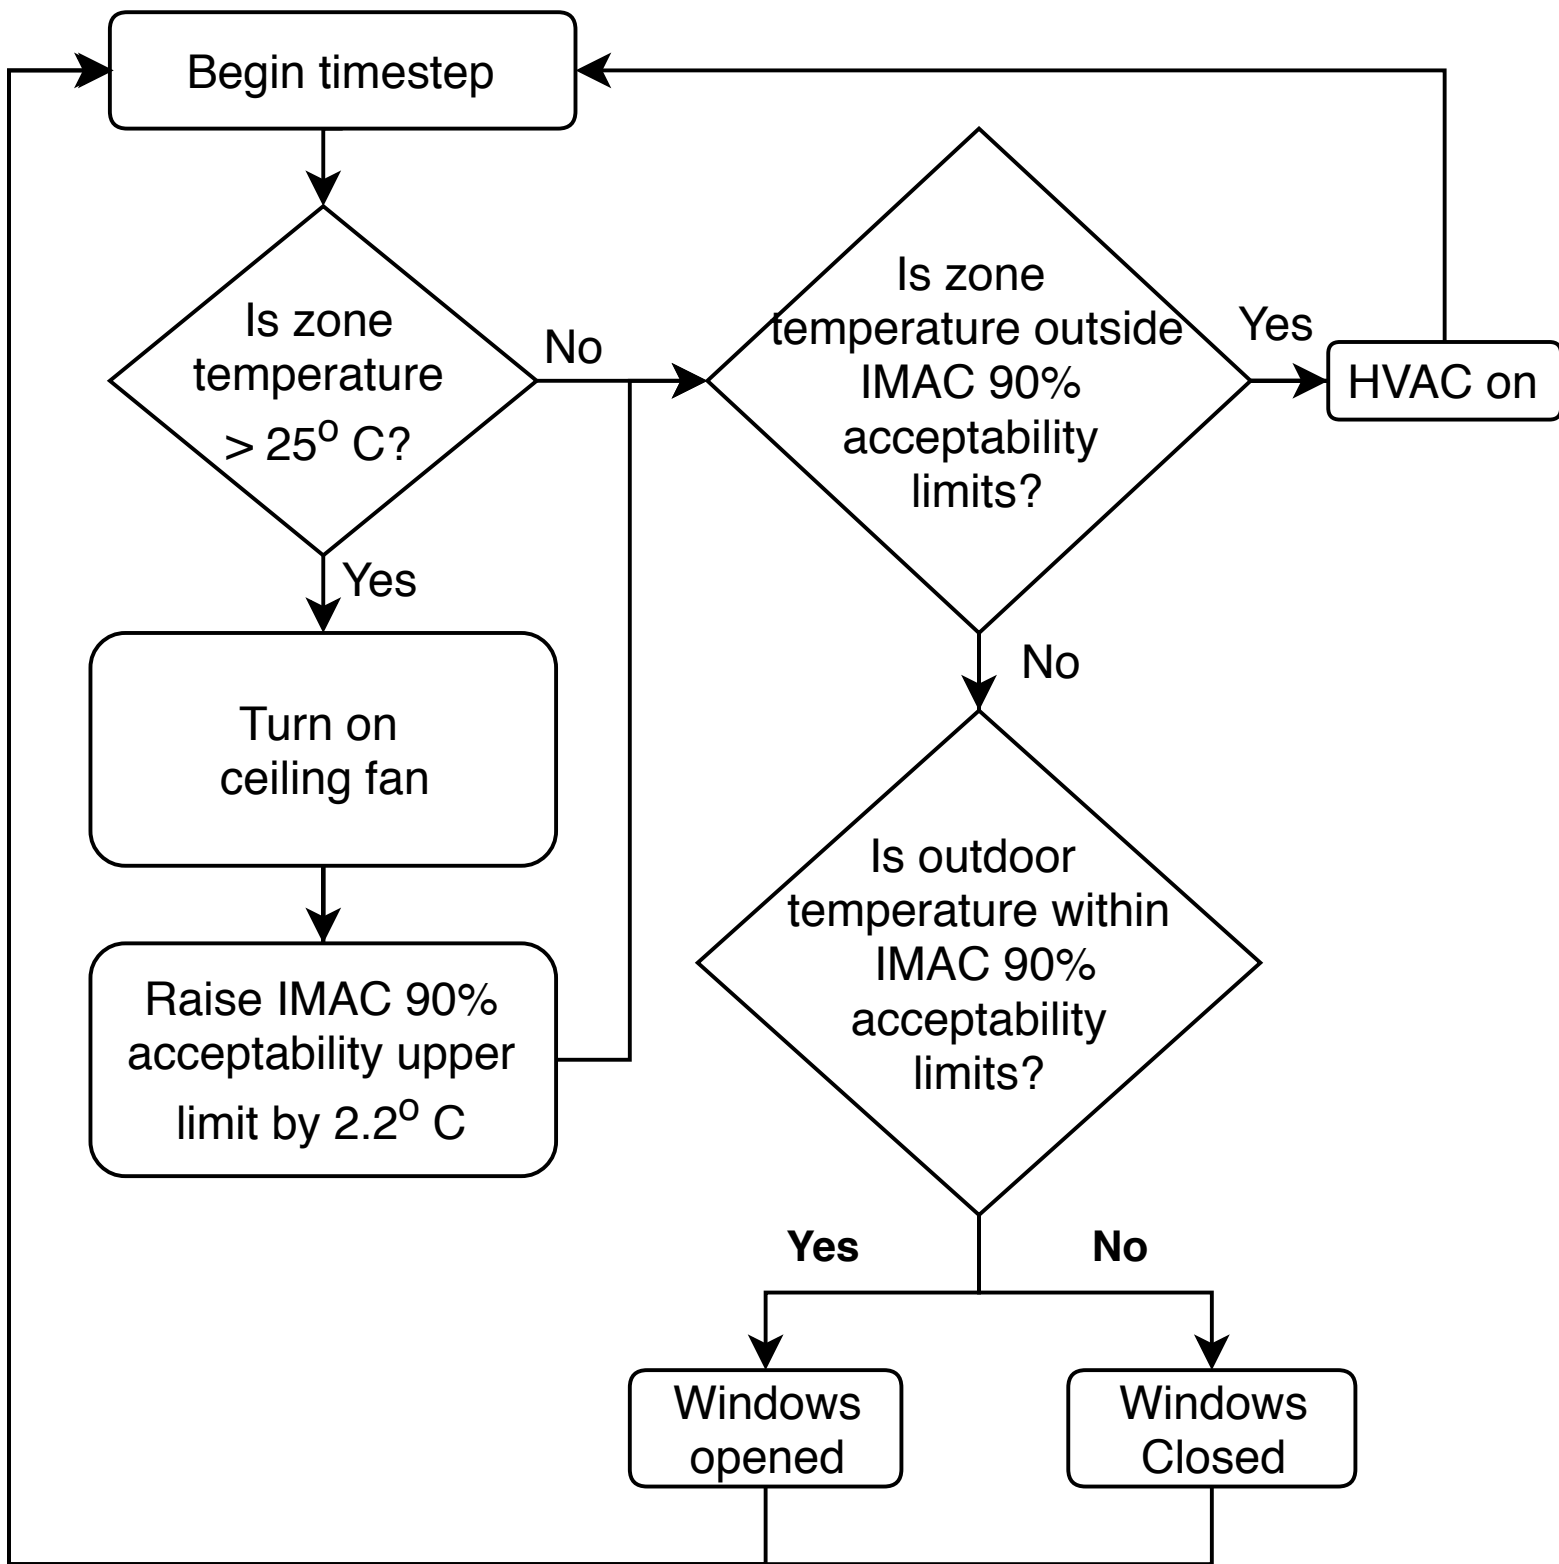 Begin timestep
Is zone
temperature
> 25º C?
No
Yes
Turn on
ceiling fan
Raise IMAC 90%
acceptability upper
limit by 2.2º C
Is zone
temperature outside
IMAC 90%
acceptability
limits?
Yes
HVAC on
No
Is outdoor
temperature within
IMAC 90%
acceptability
limits?
Yes
No
Windows
opened
Windows
Closed